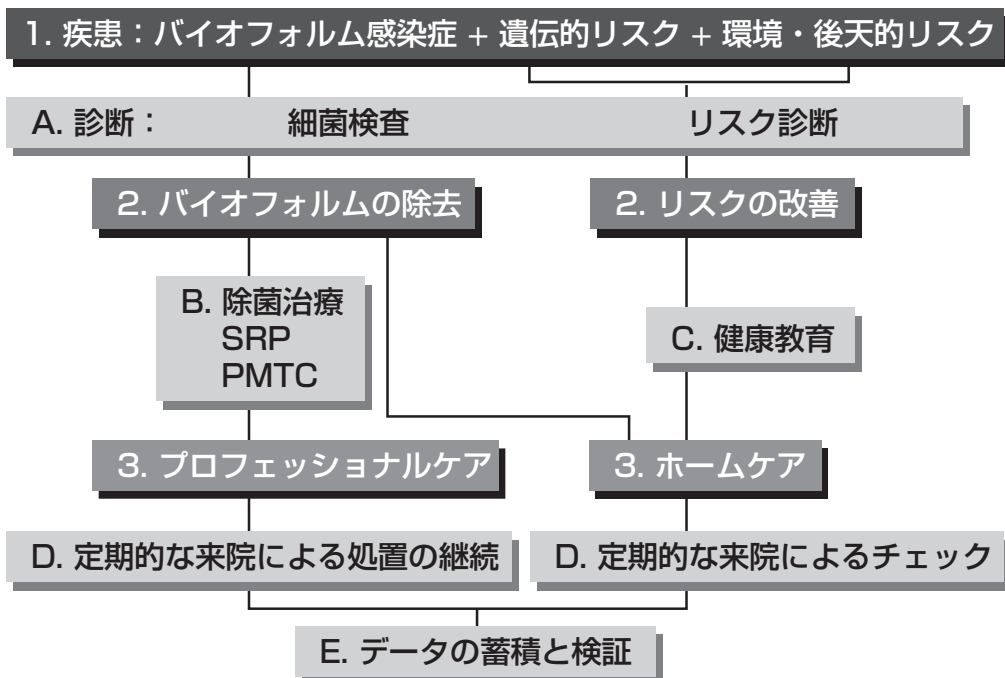 1. 疾患：バイオフォルム感染症 + 遺伝的リスク + 環境・後天的リスク
A. 診断： 細菌検査 リスク診断
2. バイオフォルムの除去 2. リスクの改善
B. 除菌治療
SRP
PMTC
C. 健康教育
3. プロフェッショナルケア 3. ホームケア
D. 定期的な来院による処置の継続 D. 定期的な来院によるチェック
E. データの蓄積と検証